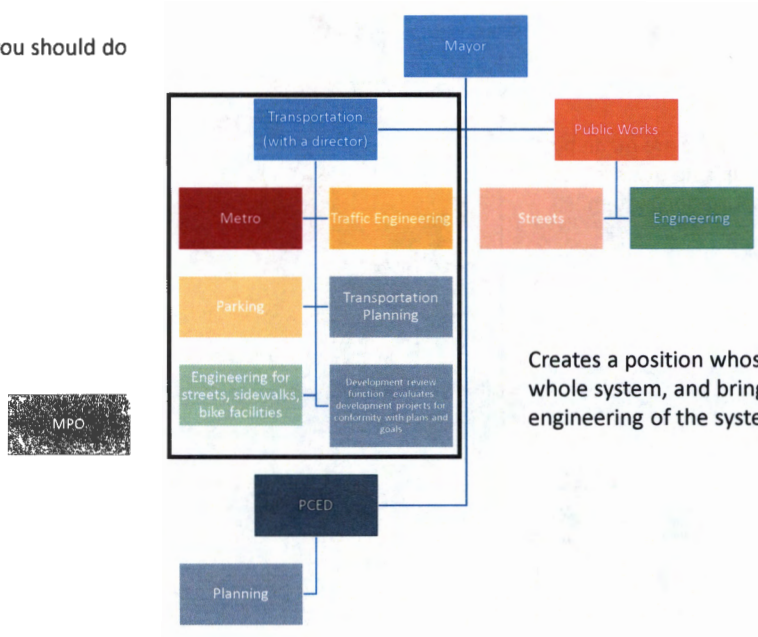 ou should do
Mayor
Transportation
(with a director)
Public Works
Metro
Traffic Engineering
Streets
Engineering
Parking
Transportation
Planning
Engineering for
streets, sidewalks,
bike facilities
Development review
function - evaluates
development projects for
conformity with plans and
goals
Creates a position whos
whole system, and bring
engineering of the syste
MPO
PCED
Planning